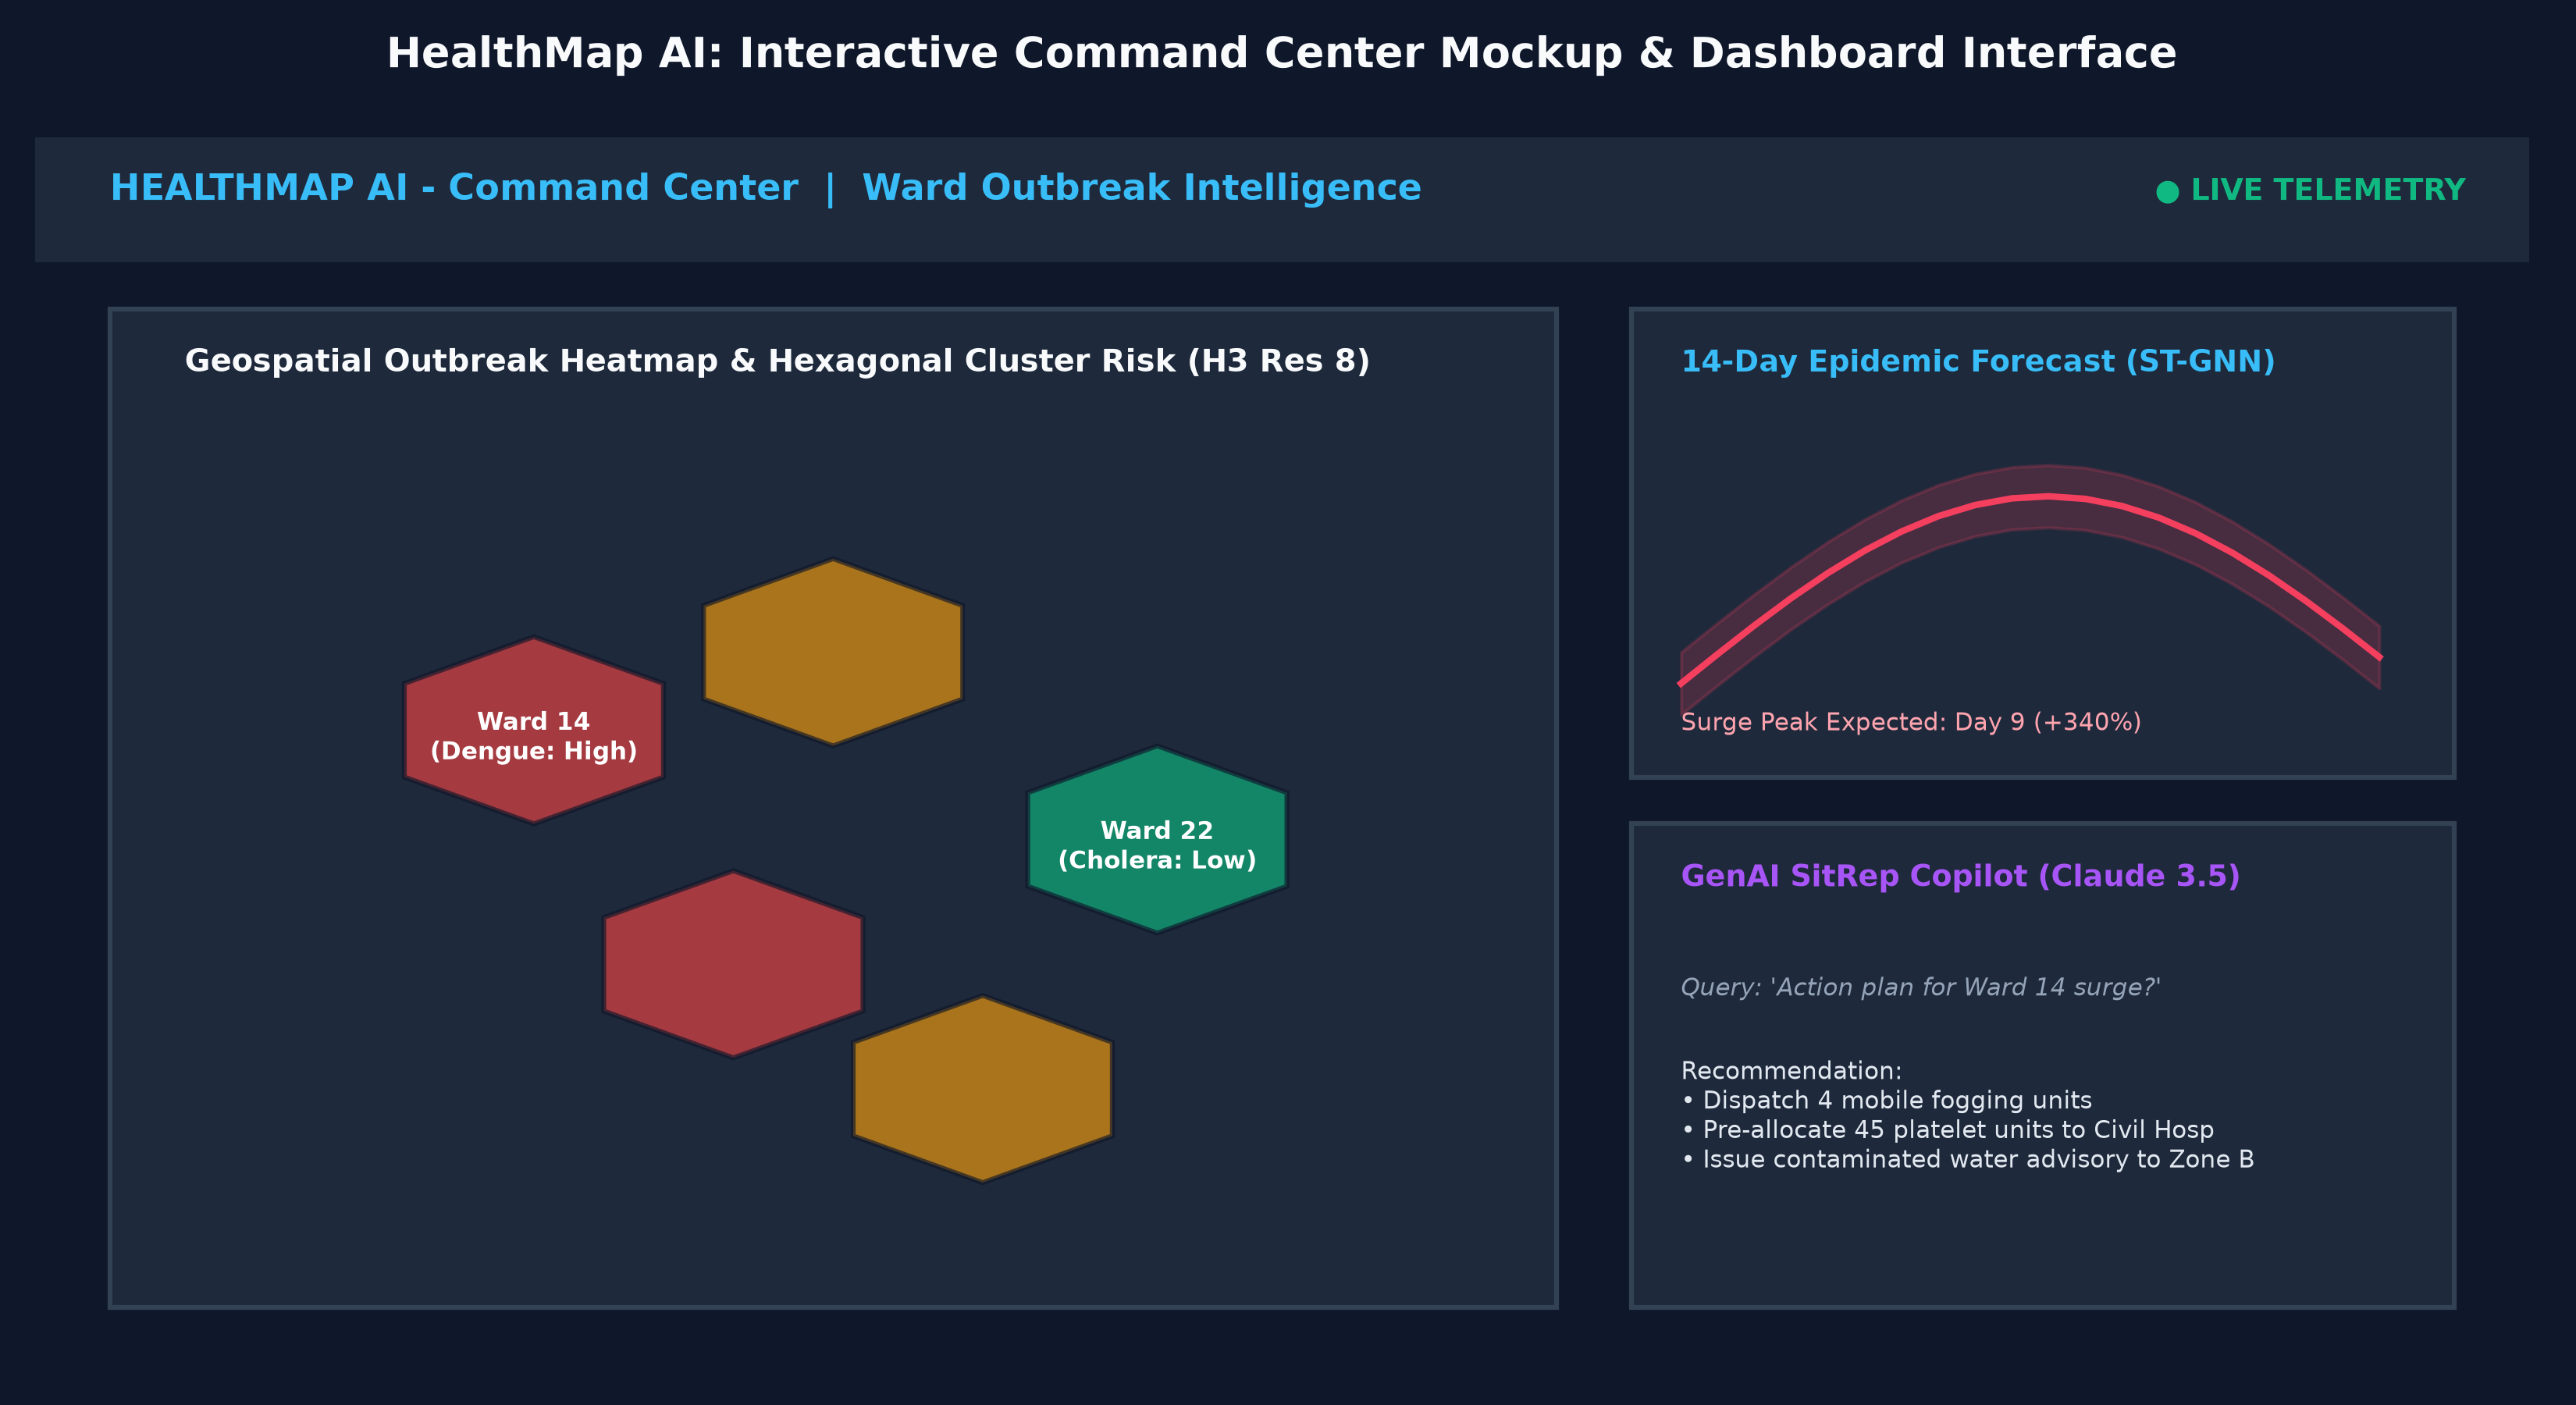 HealthMap AI: Interactive Command Center Mockup & Dashboard Interface
HEALTHMAP AI - Command Center | Ward Outbreak Intelligence
● LIVE TELEMETRY
Geospatial Outbreak Heatmap & Hexagonal Cluster Risk (H3 Res 8)
Ward 14
(Dengue: High)
Ward 22
(Cholera: Low)
14-Day Epidemic Forecast (ST-GNN)
Surge Peak Expected: Day 9 (+340%)
GenAI SitRep Copilot (Claude 3.5)
Query: 'Action plan for Ward 14 surge?'
Recommendation:
• Dispatch 4 mobile fogging units
• Pre-allocate 45 platelet units to Civil Hosp
• Issue contaminated water advisory to Zone B